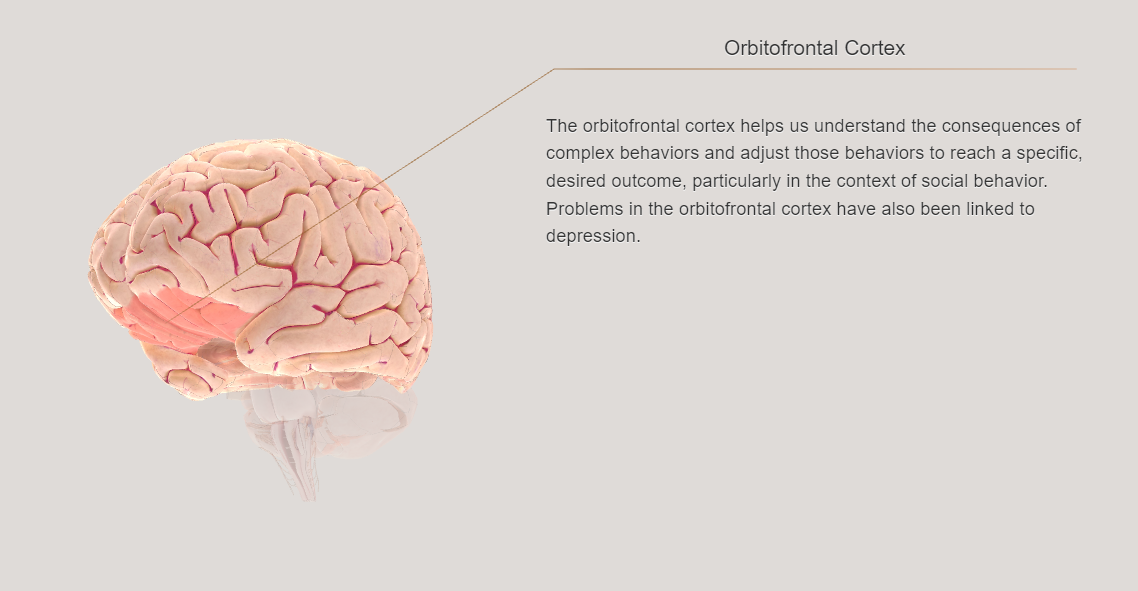 Orbitofrontal Cortex
The orbitofrontal cortex helps us understand the consequences of
complex behaviors and adjust those behaviors to reach a specific,
desired outcome, particularly in the context of social behavior.
Problems in the orbitofrontal cortex have also been linked to
depression.